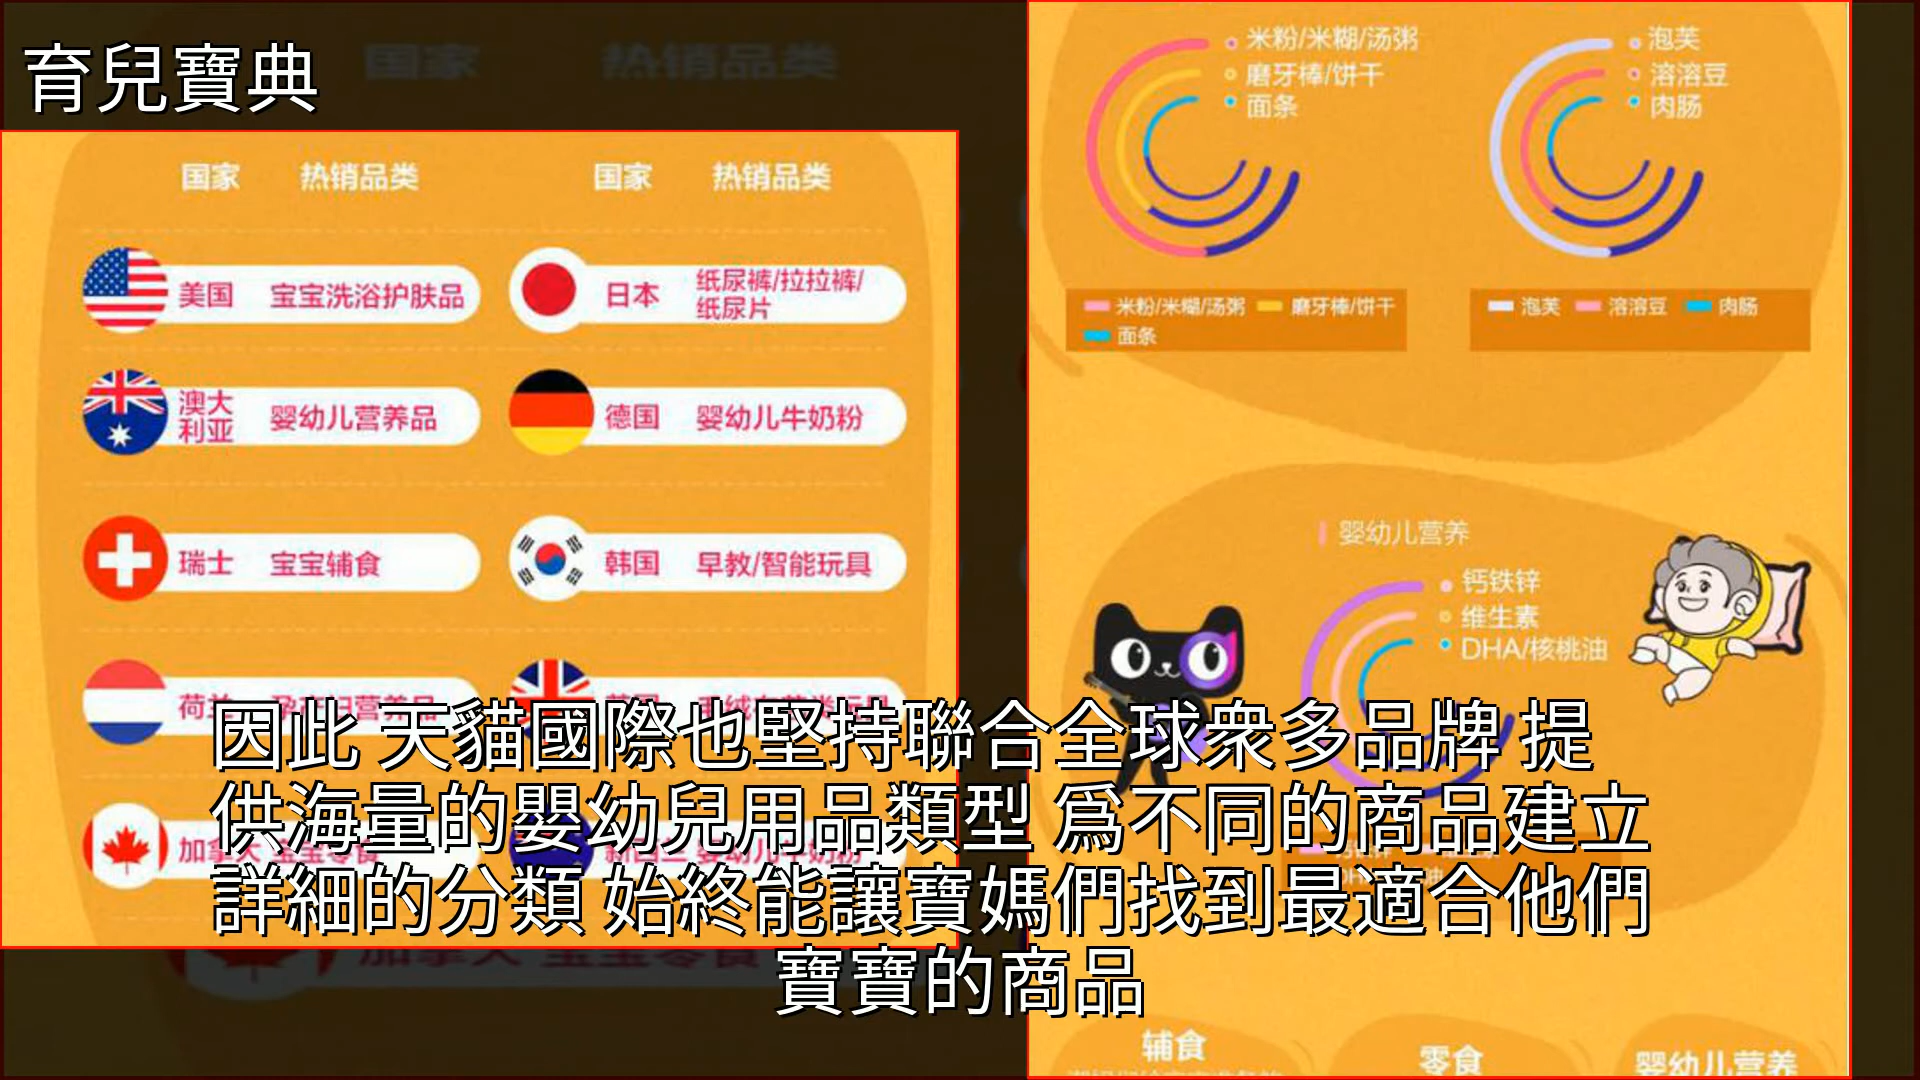 育兒寶典
国家 热销品类 国家 热销品类
美国 宝宝洗浴护肤品
日本 纸尿裤/拉拉裤/
纸尿片
澳大
利亚 婴幼儿营养品
德国 婴幼儿牛奶粉
瑞士 宝宝辅食
韩国 早教/智能玩具
米粉/米糊/汤粥
磨牙棒/饼干
面条
泡芙
溶溶豆
肉肠
米粉/米糊/汤粥 磨牙棒/饼干
面条
泡芙 溶溶豆 肉肠
婴幼儿营养
钙铁锌
维生素
DHA/核桃油
因此 天貓國際也堅持聯合全球衆多品牌 提
供海量的嬰幼兒用品類型 爲不同的商品建立
詳細的分類 始終能讓寶媽們找到最適合他們
寶寶的商品
辅食
零食
婴幼儿营养